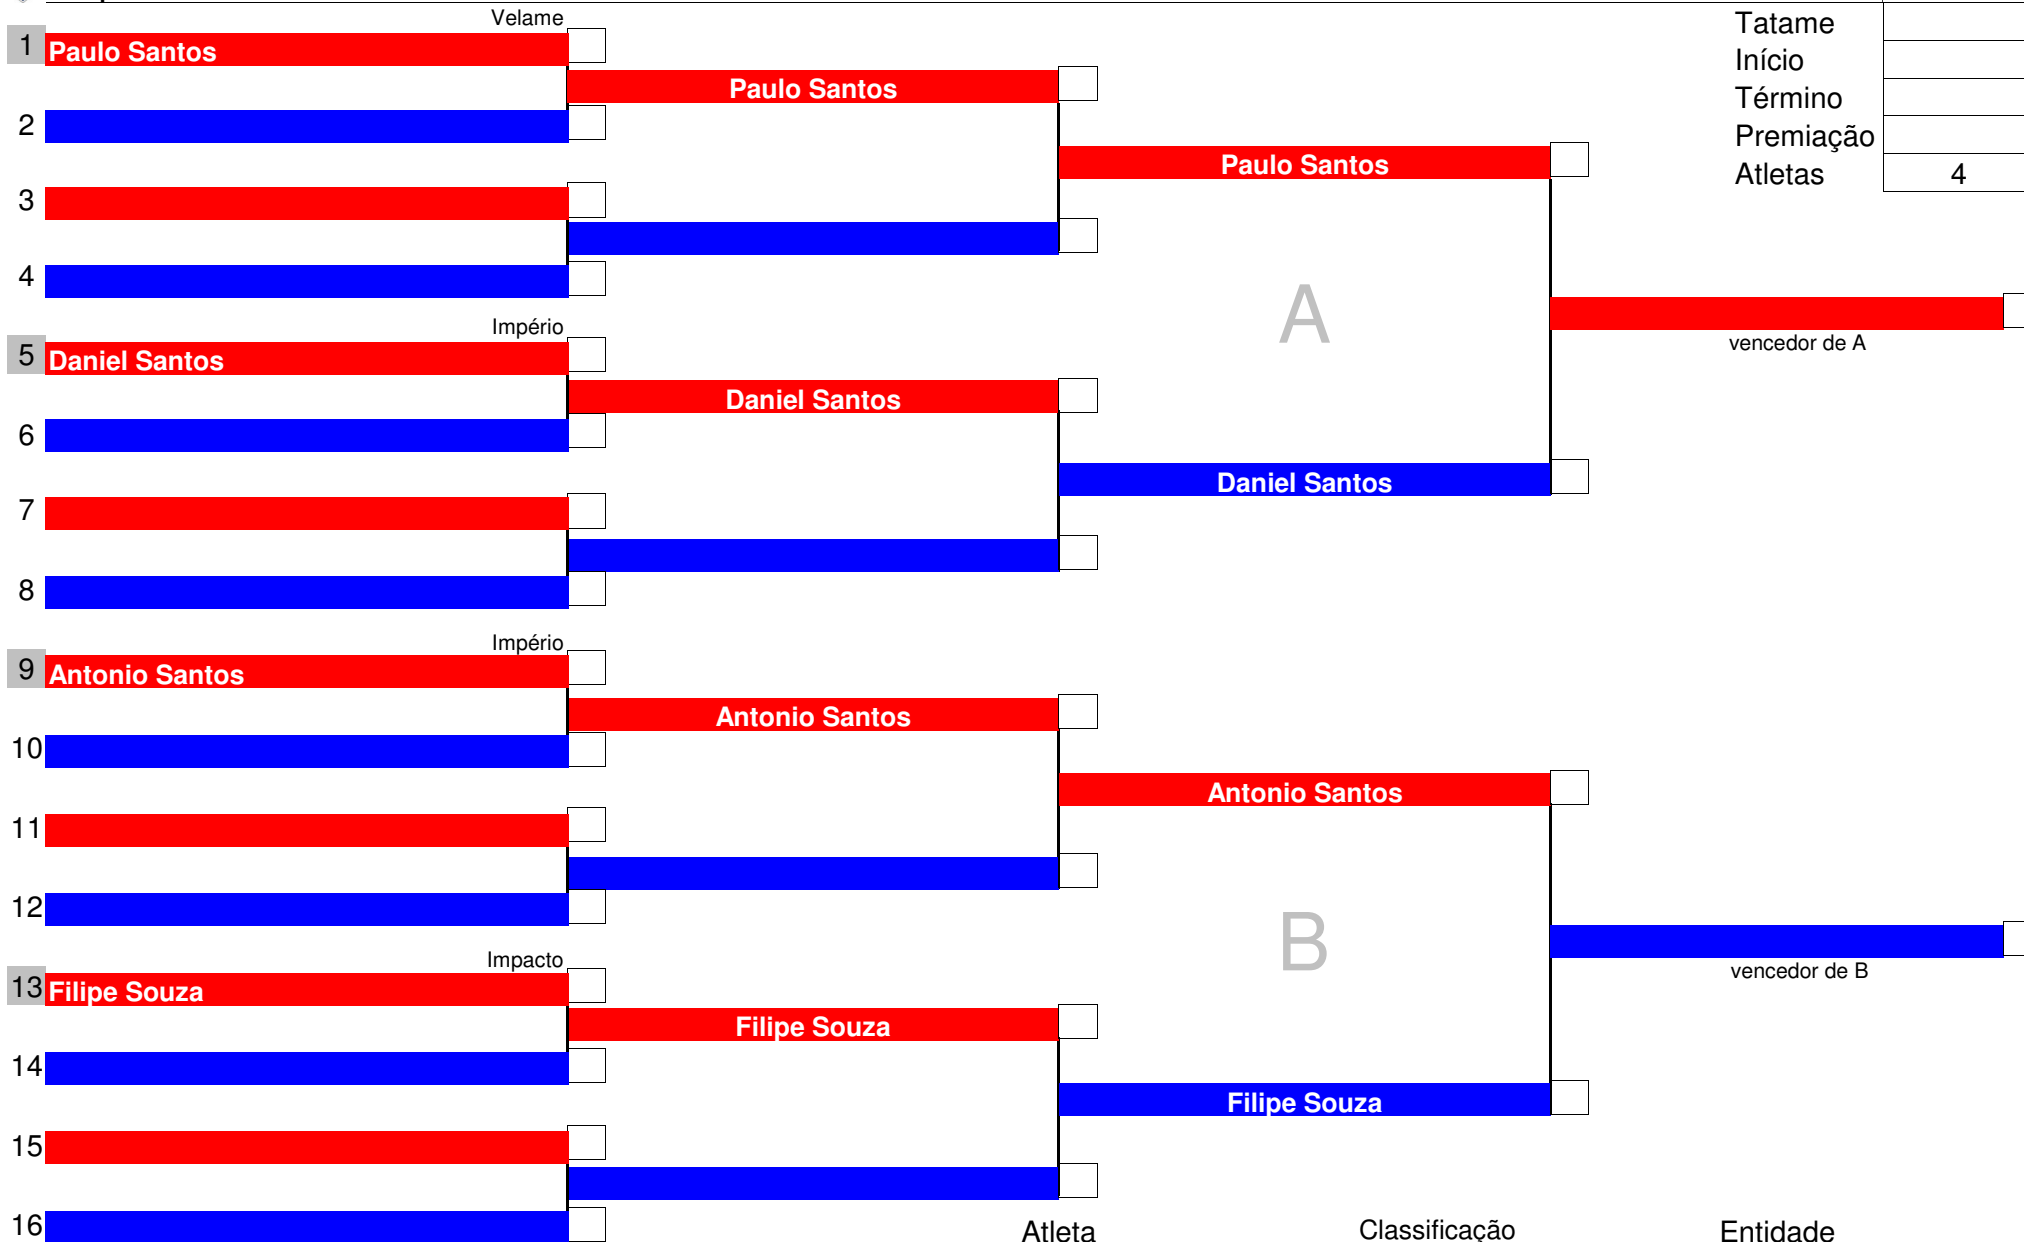 Velame
Tatame
1 Paulo Santos
Início
Paulo Santos
Término
2
Premiação
Paulo Santos
Atletas 4
3
4
A
Império
vencedor de A
5 Daniel Santos
Daniel Santos
6
Daniel Santos
7
8
Império
9 Antonio Santos
Antonio Santos
10
Antonio Santos
11
12
B
Impacto
vencedor de B
13 Filipe Souza
Filipe Souza
14
Filipe Souza
15
16
Atleta Classificação Entidade